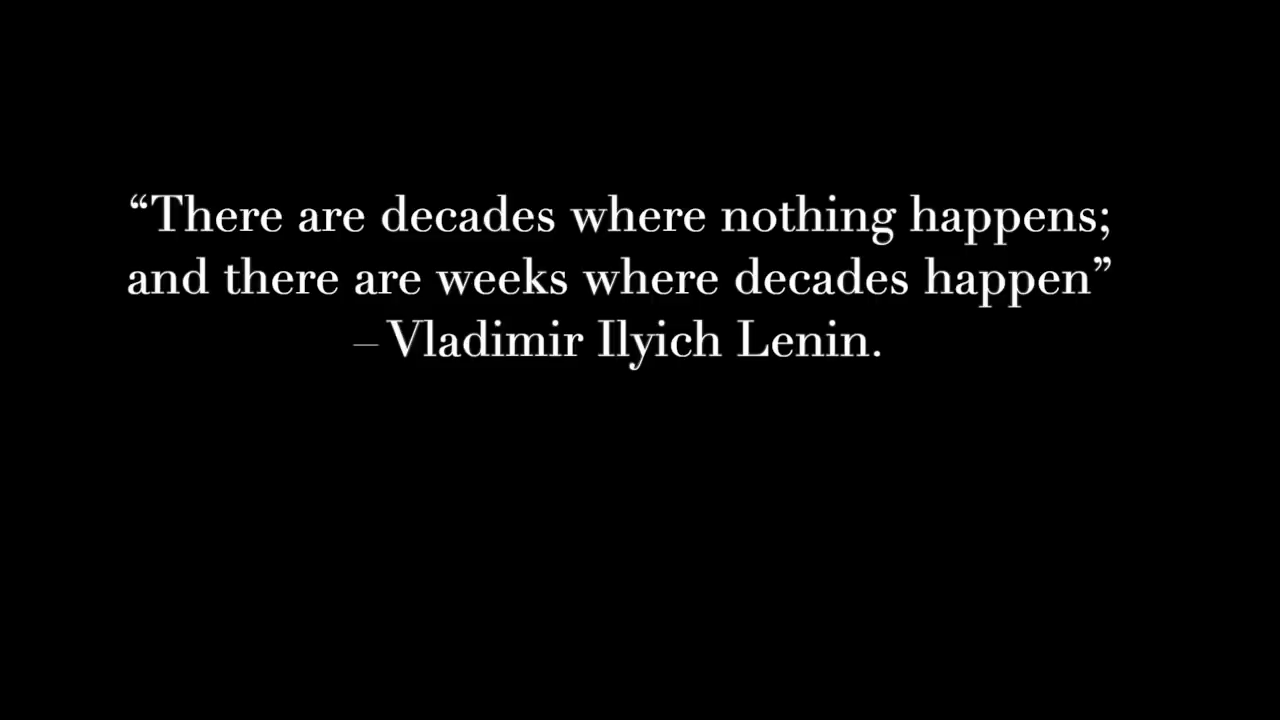 “There are decades where nothing happens;
and there are weeks where decades happen”
– Vladimir Ilyich Lenin.